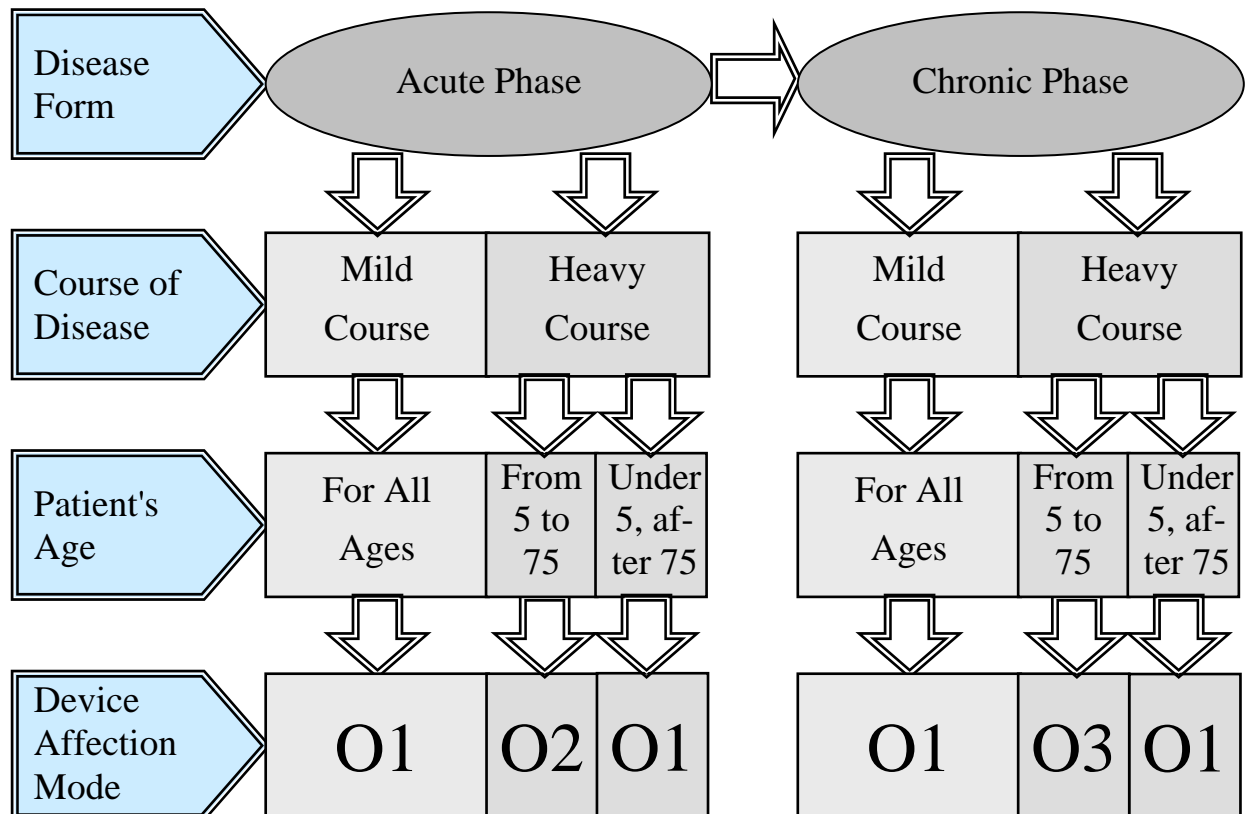 Disease
Form
Acute Phase
Chronic Phase
Course of
Disease
Mild
Course
Heavy
Course
Mild
Course
Heavy
Course
Patient's
Age
For All
Ages
From
5 to
75
Under
5, af-
ter 75
For All
Ages
From
5 to
75
Under
5, af-
ter 75
Device
Affection
Mode
O1
O2
O1
O1
O3
O1